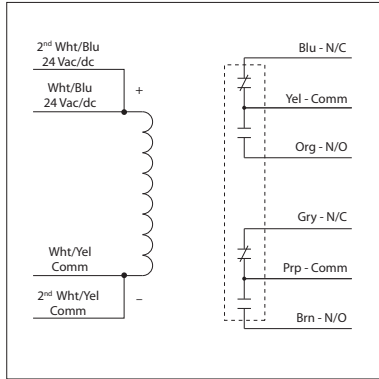 2nd Wht/Blu
24 Vac/dc
Wht/Blu
24 Vac/dc
+
Wht/Yel
Comm
2nd Wht/Yel
Comm
–
Blu - N/C
Yel - Comm
Org - N/O
Gry - N/C
Prp - Comm
Brn - N/O